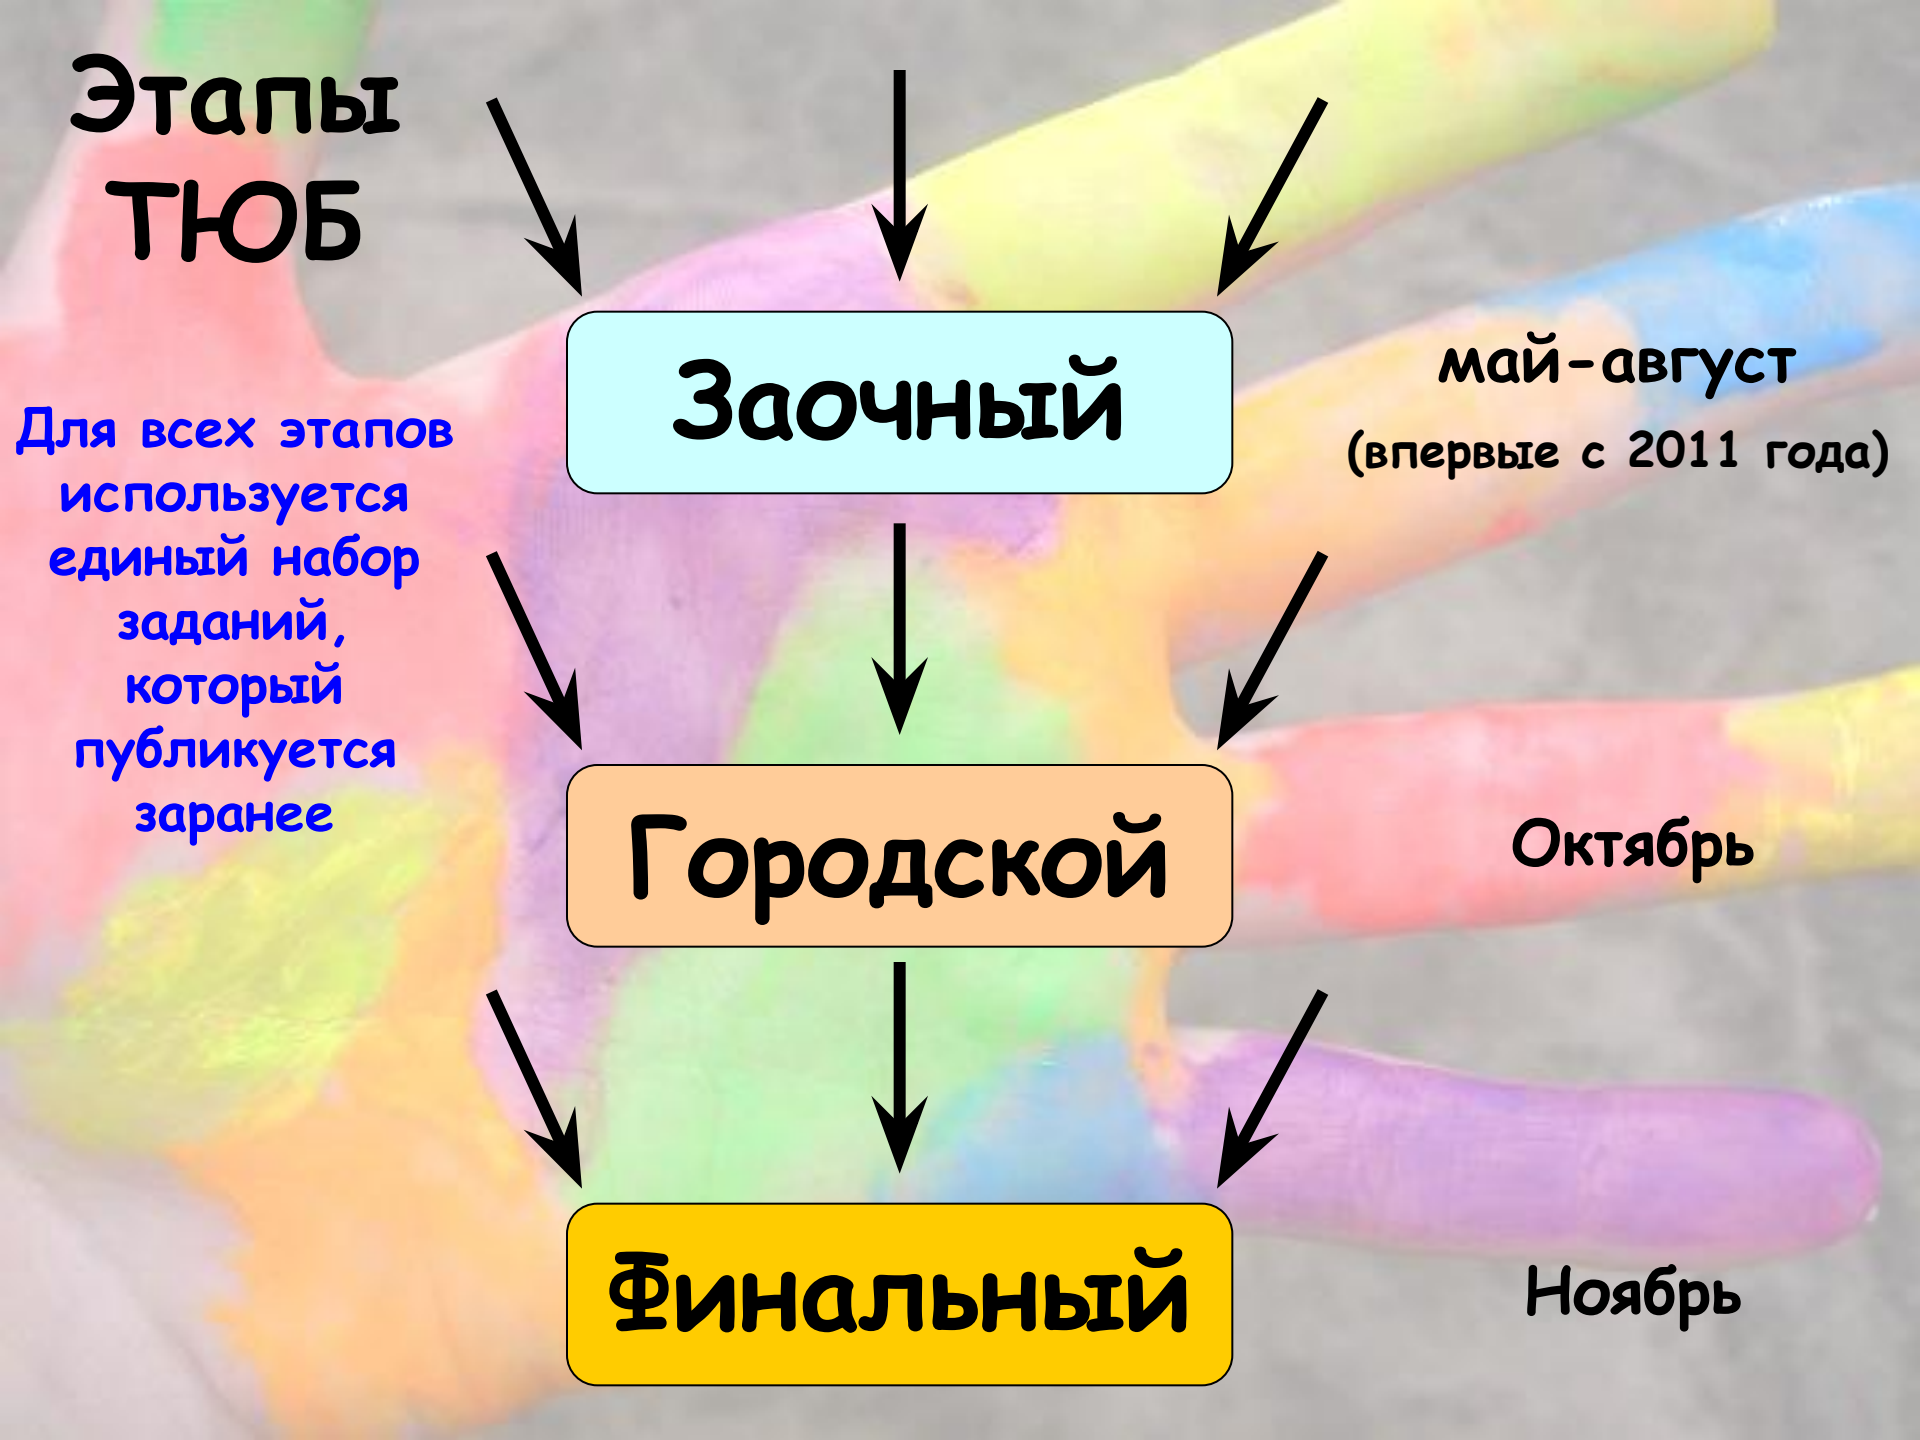 Этапы
ТЮБ
Для всех этапов
используется
единый набор
заданий,
который
публикуется
заранее
Заочный
май-август
(впервые с 2011 года)
Городской
Октябрь
Финальный
Ноябрь